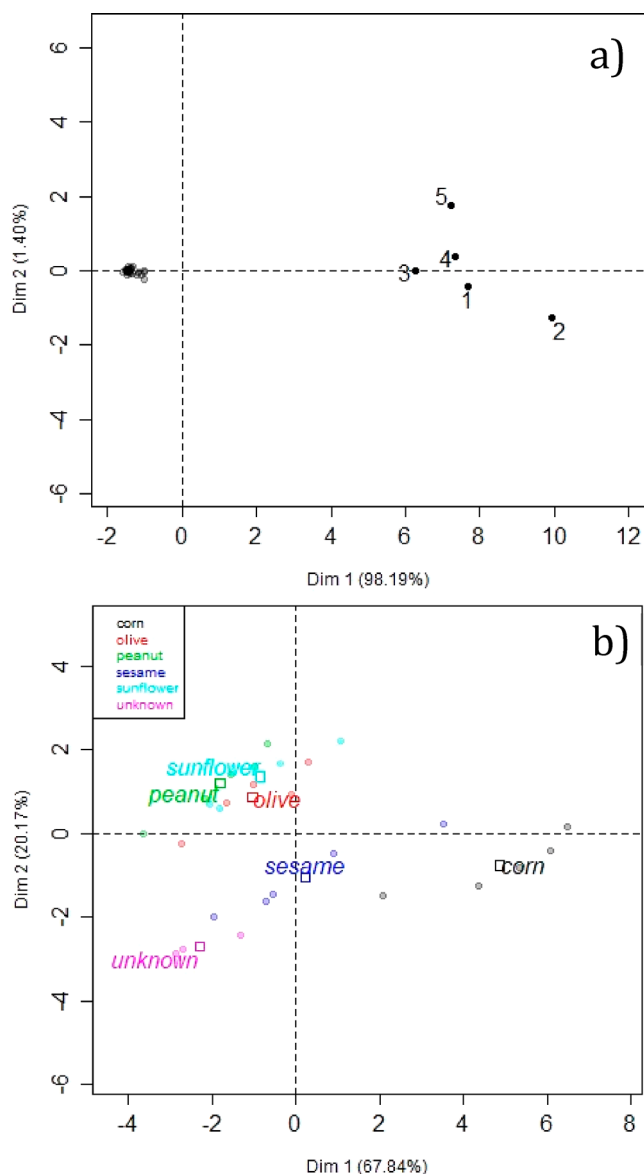 a)
6
4
2
0
-2
-4
-6
Dim 2 (1.40%)
5
4
3
1
2
-2 0 2 4 6 8 10 12
Dim 1 (98.19%)
b)
corn
olive
peanut
sesame
sunflower
unknown
4
2
0
-2
-4
-6
Dim 2 (20.17%)
sunflower
peanut
olive
sesame
corn
unknown
-4 -2 0 2 4 6 8
Dim 1 (67.84%)